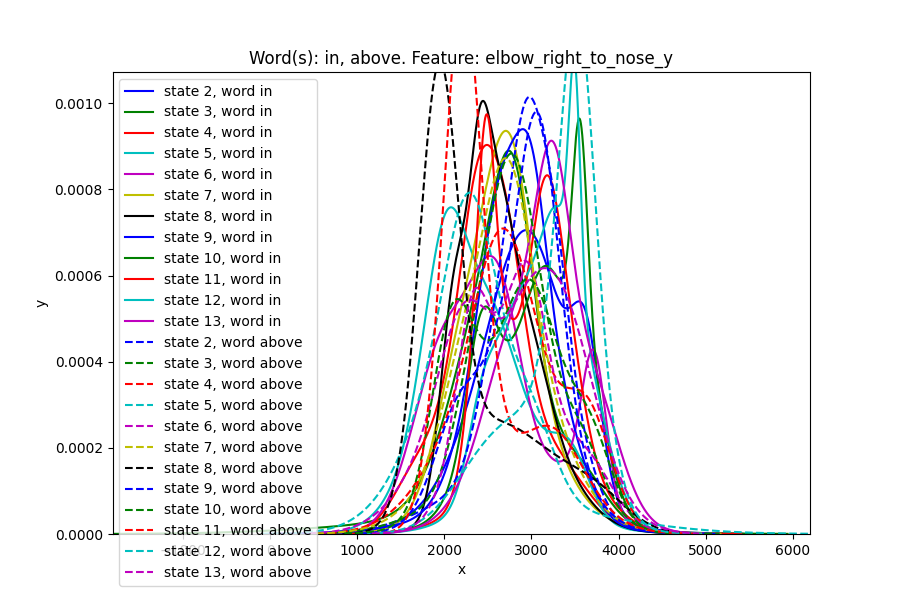 Word(s): in, above. Feature: elbow_right_to_nose_y
y
0.0010
0.0008
0.0006
0.0004
0.0002
0.0000
state 2, word in
state 3, word in
state 4, word in
state 5, word in
state 6, word in
state 7, word in
state 8, word in
state 9, word in
state 10, word in
state 11, word in
state 12, word in
state 13, word in
state 2, word above
state 3, word above
state 4, word above
state 5, word above
state 6, word above
state 7, word above
state 8, word above
state 9, word above
state 10, word above
state 11, word above
state 12, word above
state 13, word above
1000 2000 3000 4000 5000 6000
x